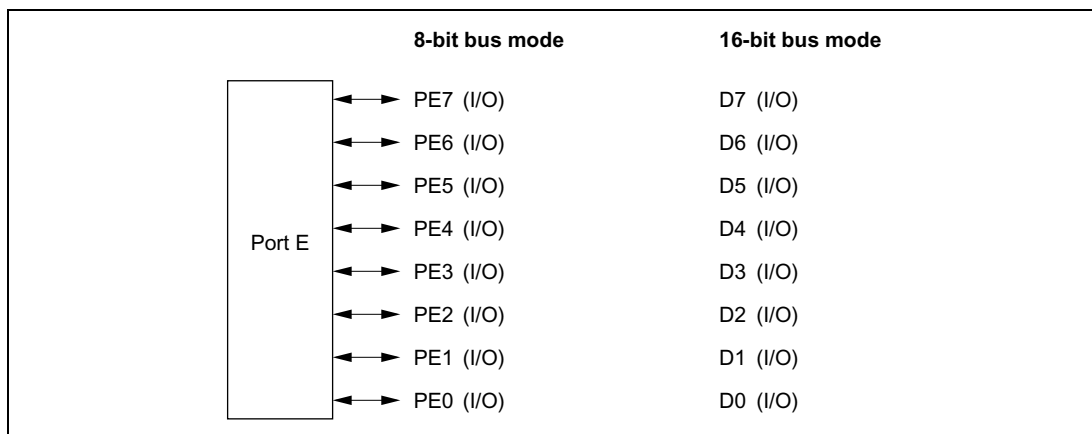 8-bit bus mode 16-bit bus mode
PE7 (I/O) D7 (I/O)
PE6 (I/O) D6 (I/O)
PE5 (I/O) D5 (I/O)
PE4 (I/O) D4 (I/O)
Port E
PE3 (I/O) D3 (I/O)
PE2 (I/O) D2 (I/O)
PE1 (I/O) D1 (I/O)
PE0 (I/O) D0 (I/O)